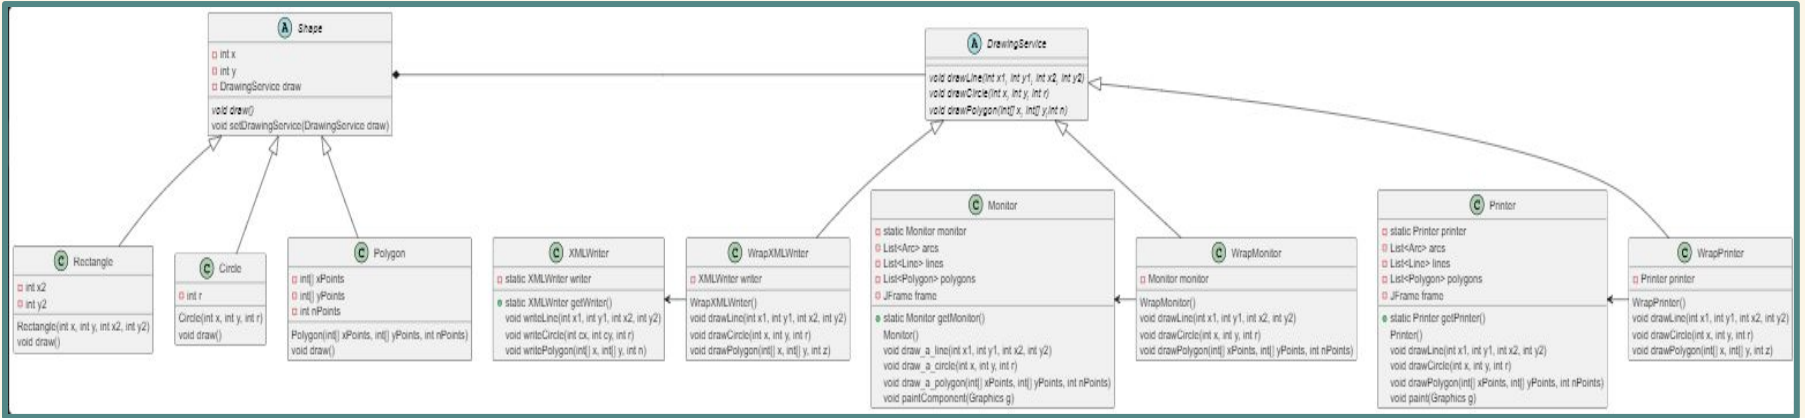 A Shape
int x
int y
DrawingService draw
void draw()
void setDrawingService(DrawingService draw)
A DrawingService
void drawLine(int x1, int y1, int x2, int y2)
void drawCircle(int x, int y, int r)
void drawPolygon(int[] x, int[] y,int n)
C Rectangle
int x2
int y2
Rectangle(int x, int y, int x2, int y2)
void draw()
C Circle
int r
Circle(int x, int y, int r)
void draw()
C Polygon
int[] xPoints
int[] yPoints
int nPoints
Polygon(int[] xPoints, int[] yPoints, int nPoints)
void draw()
C XMLWriter
static XMLWriter writer
static XMLWriter getWriter()
void writeLine(int x1, int y1, int x2, int y2)
void writeCircle(int cx, int cy, int r)
void writePolygon(int[] x, int[] y, int n)
C WrapXMLWriter
XMLWriter writer
WrapXMLWriter()
void drawLine(int x1, int y1, int x2, int y2)
void drawCircle(int x, int y, int r)
void drawPolygon(int[] x, int[] y, int z)
C Monitor
static Monitor monitor
List<Arc> arcs
List<Line> lines
List<Polygon> polygons
JFrame frame
static Monitor getMonitor()
Monitor()
void draw_a_line(int x1, int y1, int x2, int y2)
void draw_a_circle(int x, int y, int r)
void draw_a_polygon(int[] xPoints, int[] yPoints, int nPoints)
void paintComponent(Graphics g)
C WrapMonitor
Monitor monitor
WrapMonitor()
void drawLine(int x1, int y1, int x2, int y2)
void drawCircle(int x, int y, int r)
void drawPolygon(int[] xPoints, int[] yPoints, int nPoints)
C Printer
static Printer printer
List<Arc> arcs
List<Line> lines
List<Polygon> polygons
JFrame frame
static Printer getPrinter()
Printer()
void drawLine(int x1, int y1, int x2, int y2)
void drawCircle(int x, int y, int r)
void drawPolygon(int[] xPoints, int[] yPoints, int nPoints)
void paint(Graphics g)
C WrapPrinter
Printer printer
WrapPrinter()
void drawLine(int x1, int y1, int x2, int y2)
void drawCircle(int x, int y, int r)
void drawPolygon(int[] x, int[] y, int z)